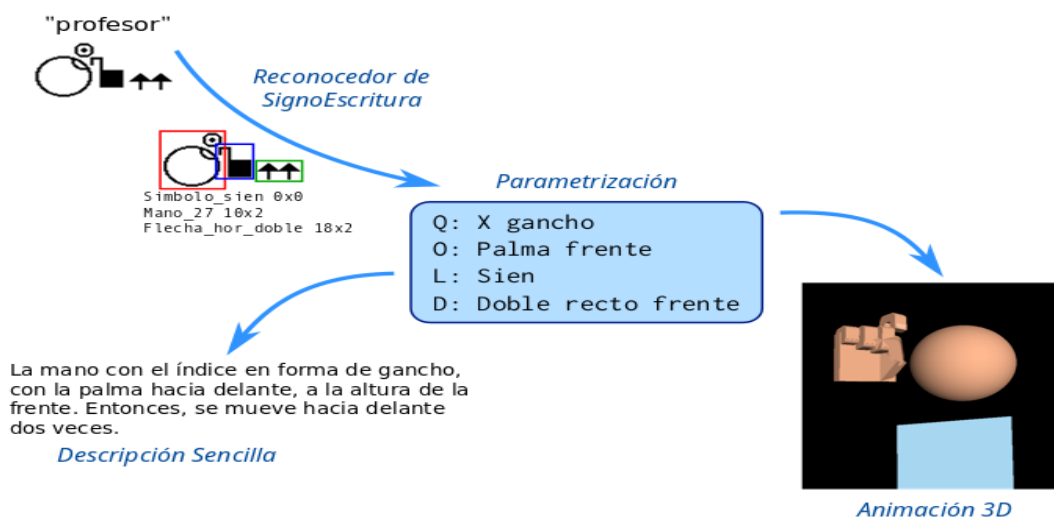 "profesor"
Reconocedor de
SignoEscritura
Simbolo_sien 0x0
Mano_27 10x2
Flecha_hor_doble 18x2
Parametrización
Q: X gancho
O: Palma frente
L: Sien
D: Doble recto frente
La mano con el índice en forma de gancho,
con la palma hacia delante, a la altura de la
frente. Entonces, se mueve hacia delante
dos veces.
Descripción Sencilla
Animación 3D